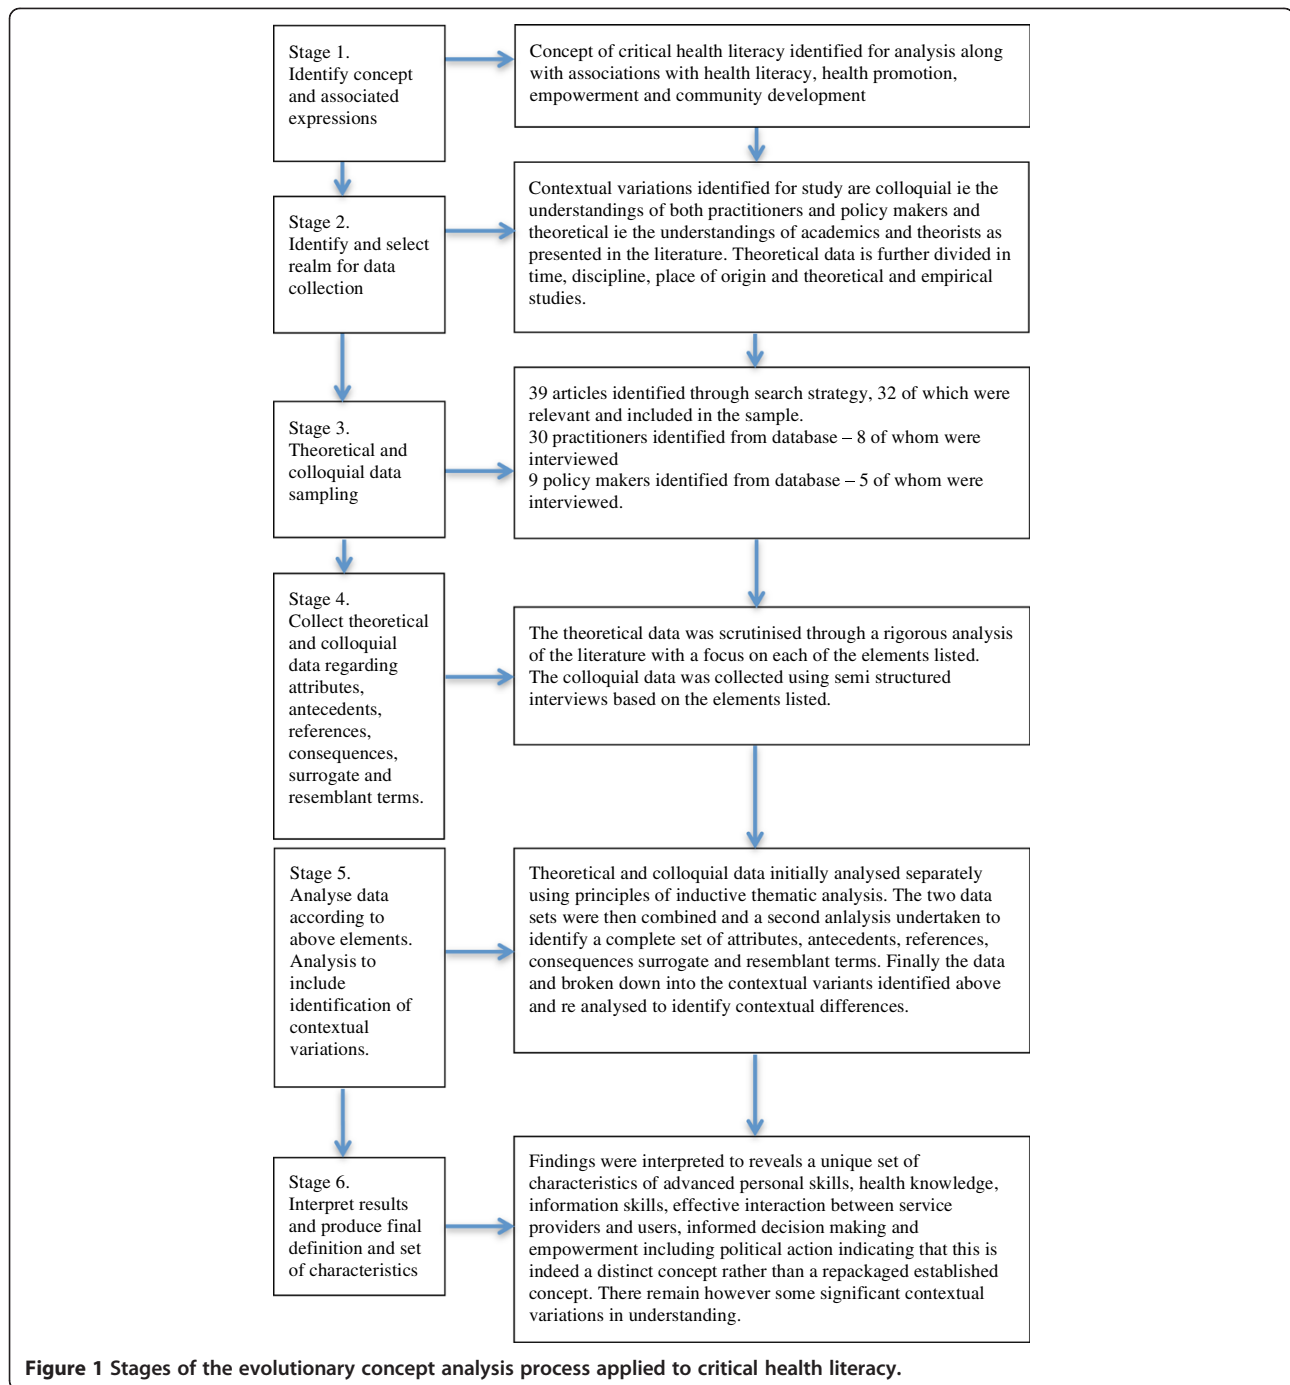 Stage 1.
Identify concept
and associated
expressions
Concept of critical health literacy identified for analysis along
with associations with health literacy, health promotion,
empowerment and community development
Stage 2.
Identify and select
realm for data
collection
Contextual variations identified for study are colloquial ie the
understandings of both practitioners and policy makers and
theoretical ie the understandings of academics and theorists as
presented in the literature. Theoretical data is further divided in
time, discipline, place of origin and theoretical and empirical
studies.
Stage 3.
Theoretical and
colloquial data
sampling
39 articles identified through search strategy, 32 of which were
relevant and included in the sample.
30 practitioners identified from database – 8 of whom were
interviewed
9 policy makers identified from database – 5 of whom were
interviewed.
Stage 4.
Collect theoretical
and colloquial
data regarding
attributes,
antecedents,
references,
consequences,
surrogate and
resemblant terms.
The theoretical data was scrutinised through a rigorous analysis
of the literature with a focus on each of the elements listed.
The colloquial data was collected using semi structured
interviews based on the elements listed.
Stage 5.
Analyse data
according to
above elements.
Analysis to
include
identification of
contextual
variations.
Theoretical and colloquial data initially analysed separately
using principles of inductive thematic analysis. The two data
sets were then combined and a second anlalysis undertaken to
identify a complete set of attributes, antecedents, references,
consequences surrogate and resemblant terms. Finally the data
and broken down into the contextual variants identified above
and re analysed to identify contextual differences.
Stage 6.
Interpret results
and produce final
definition and set
of characteristics
Findings were interpreted to reveals a unique set of
characteristics of advanced personal skills, health knowledge,
information skills, effective interaction between service
providers and users, informed decision making and
empowerment including political action indicating that this is
indeed a distinct concept rather than a repackaged established
concept. There remain however some significant contextual
variations in understanding.
Figure 1 Stages of the evolutionary concept analysis process applied to critical health literacy.